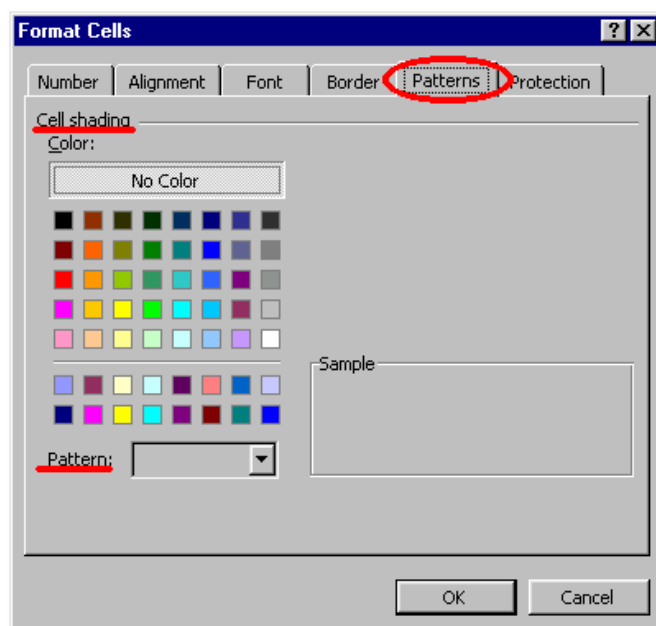 Format Cells
Number Alignment Font Border Patterns Protection
Cell shading
Color:
No Color
Sample
Pattern:
OK Cancel